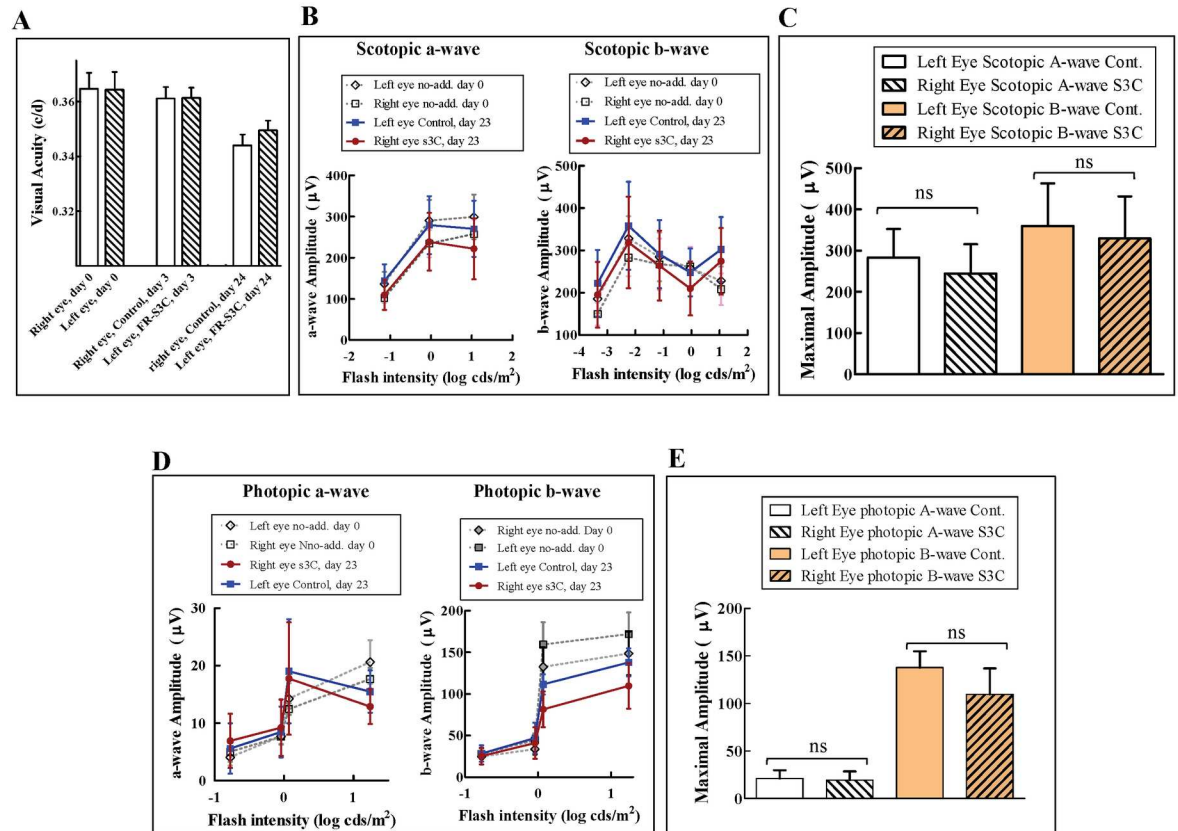 A
Visual Acuity (c/d)
0.36
0.34
0.32
Right eye, day 0
Left eye, day 0
Right eye, Control, day 3
Left eye, FR-S3C, day 3
right eye, Control, day 24
Left eye, FR-S3C, day 24
B
Scotopic a-wave
Left eye no-add. day 0
Right eye no-add. day 0
Left eye Control, day 23
Right eye s3C, day 23
a-wave Amplitude ( μV)
400
300
200
100
0
-2 -1 0 1 2
Flash intensity (log cds/m²)
Scotopic b-wave
Left eye no-add. day 0
Right eye no-add. day 0
Left eye Control, day 23
Right eye s3C, day 23
b-wave Amplitude ( μV)
500
400
300
200
100
-4 -3 -2 -1 0 1 2
Flash intensity (log cds/m²)
C
Left Eye Scotopic A-wave Cont.
Right Eye Scotopic A-wave S3C
Left Eye Scotopic B-wave Cont.
Right Eye Scotopic B-wave S3C
Maximal Amplitude ( μV)
500
400
300
200
100
0
ns
ns
D
Photopic a-wave
Left eye no-add. day 0
Right eye Nno-add. day 0
Right eye s3C, day 23
Left eye Control, day 23
a-wave Amplitude ( μV)
30
20
10
0
-1 0 1
Flash intensity (log cds/m²)
Photopic b-wave
Right eye no-add. Day 0
Left eye no-add. day 0
Left eye Control, day 23
Right eye s3C, day 23
b-wave Amplitude ( μV)
200
150
100
50
0
-1 0 1
Flash intensity (log cds/m²)
E
Left Eye photopic A-wave Cont.
Right Eye photopic A-wave S3C
Left Eye photopic B-wave Cont.
Right Eye photopic B-wave S3C
Maximal Amplitude ( μV)
200
150
100
50
0
ns
ns